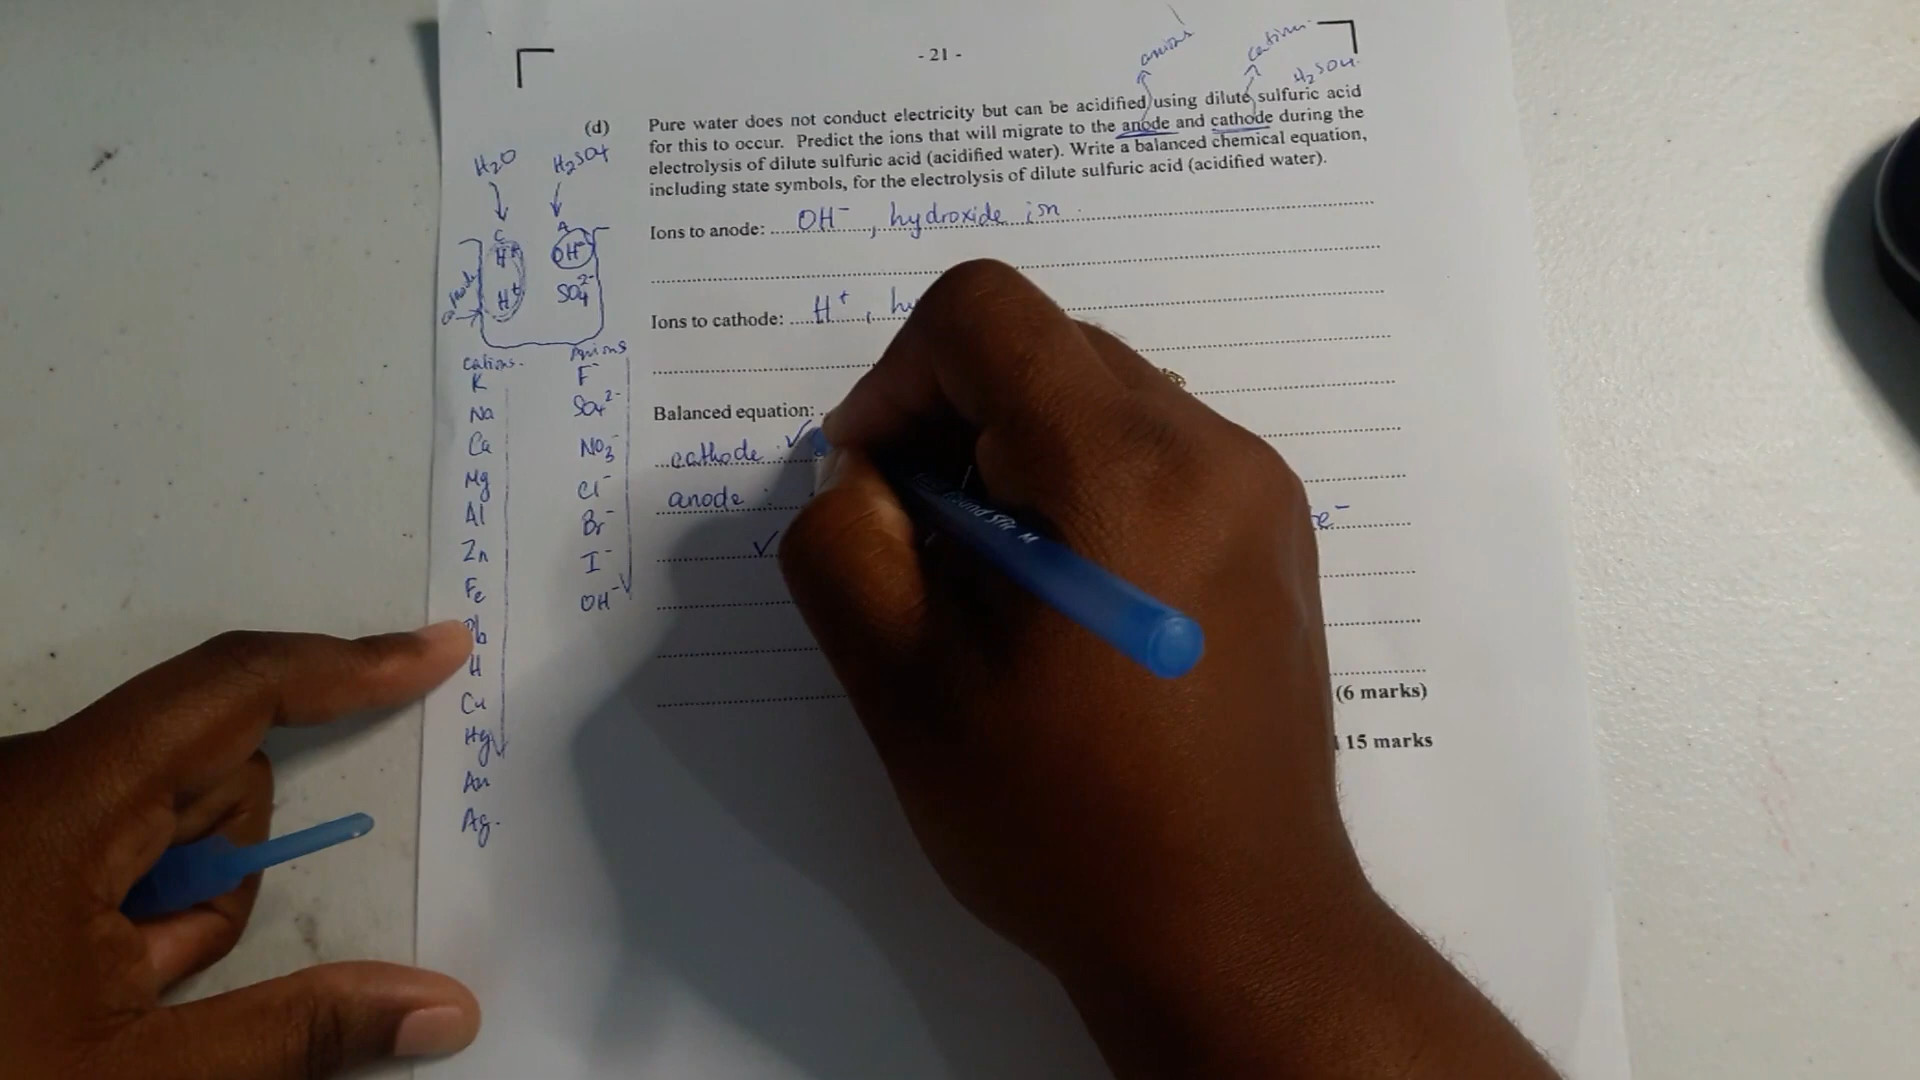 - 21 -
anions
cations
H₂SO₄
(d) Pure water does not conduct electricity but can be acidified using dilute sulfuric acid
for this to occur. Predict the ions that will migrate to the anode and cathode during the
electrolysis of dilute sulfuric acid (acidified water). Write a balanced chemical equation,
including state symbols, for the electrolysis of dilute sulfuric acid (acidified water).
H₂O H₂SO₄
C A
H⁺ OH⁻
H⁺ SO₄²⁻
Ions to anode: OH⁻, hydroxide ion
Ions to cathode: H⁺, hy
Balanced equation:
cathode :
anode :
e⁻
Cations. Anions
K F⁻
Na SO₄²⁻
Ca NO₃⁻
Mg Cl⁻
Al Br⁻
Zn I⁻
Fe OH⁻
Pb
H
Cu
Hg
Au
Ag.
(6 marks)
15 marks
Round Stic M